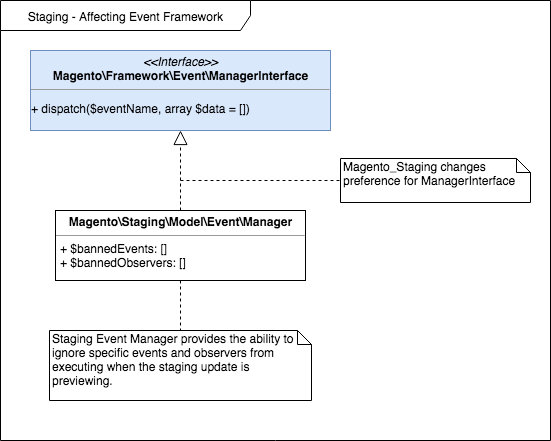 Staging - Affecting Event Framework
<<Interface>>
Magento\Framework\Event\ManagerInterface
+ dispatch($eventName, array $data = [])
Magento_Staging changes
preference for ManagerInterface
Magento\Staging\Model\Event\Manager
+ $bannedEvents: []
+ $bannedObservers: []
Staging Event Manager provides the ability to
ignore specific events and observers from
executing when the staging update is
previewing.